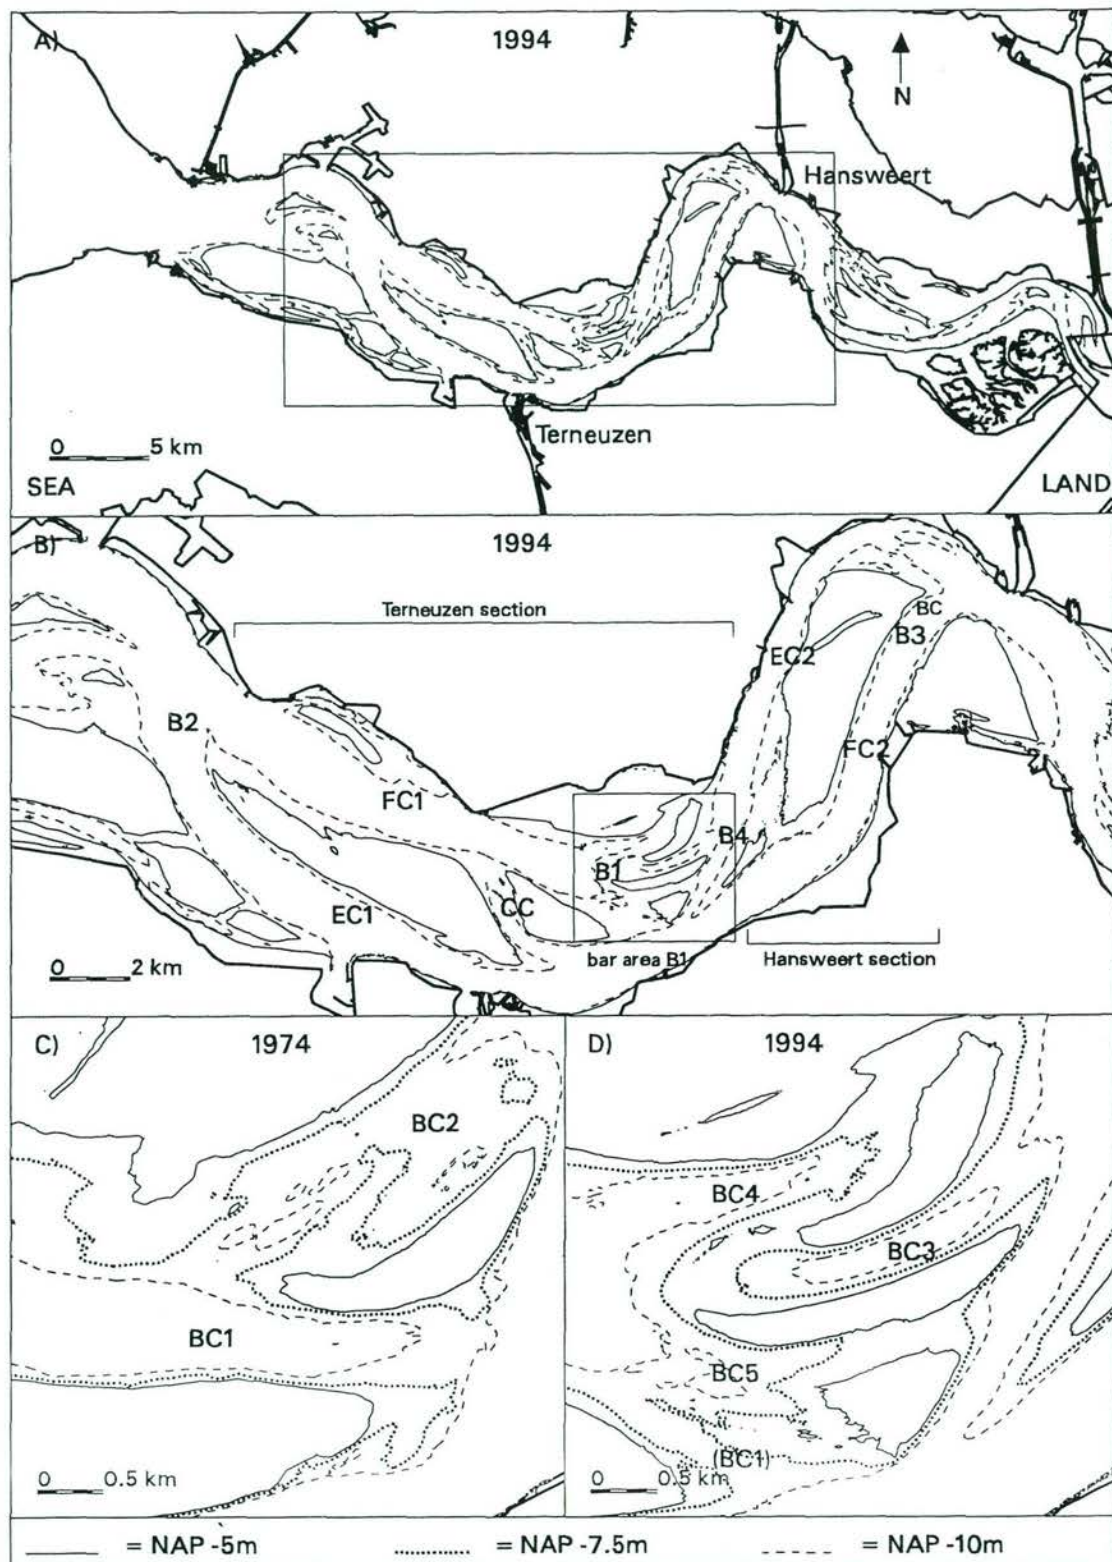 A)
1994
N
Hansweert
Terneuzen
0 5 km
SEA
LAND
B)
1994
Terneuzen section
BC
B3
EC2
B2
FC2
FC1
B4
B1
CC
EC1
0 2 km
bar area B1
Hansweert section
C)
1974
BC2
BC1
0 0.5 km
D)
1994
BC4
BC3
BC5
(BC1)
0 0.5 km
= NAP -5m
= NAP -7.5m
= NAP -10m